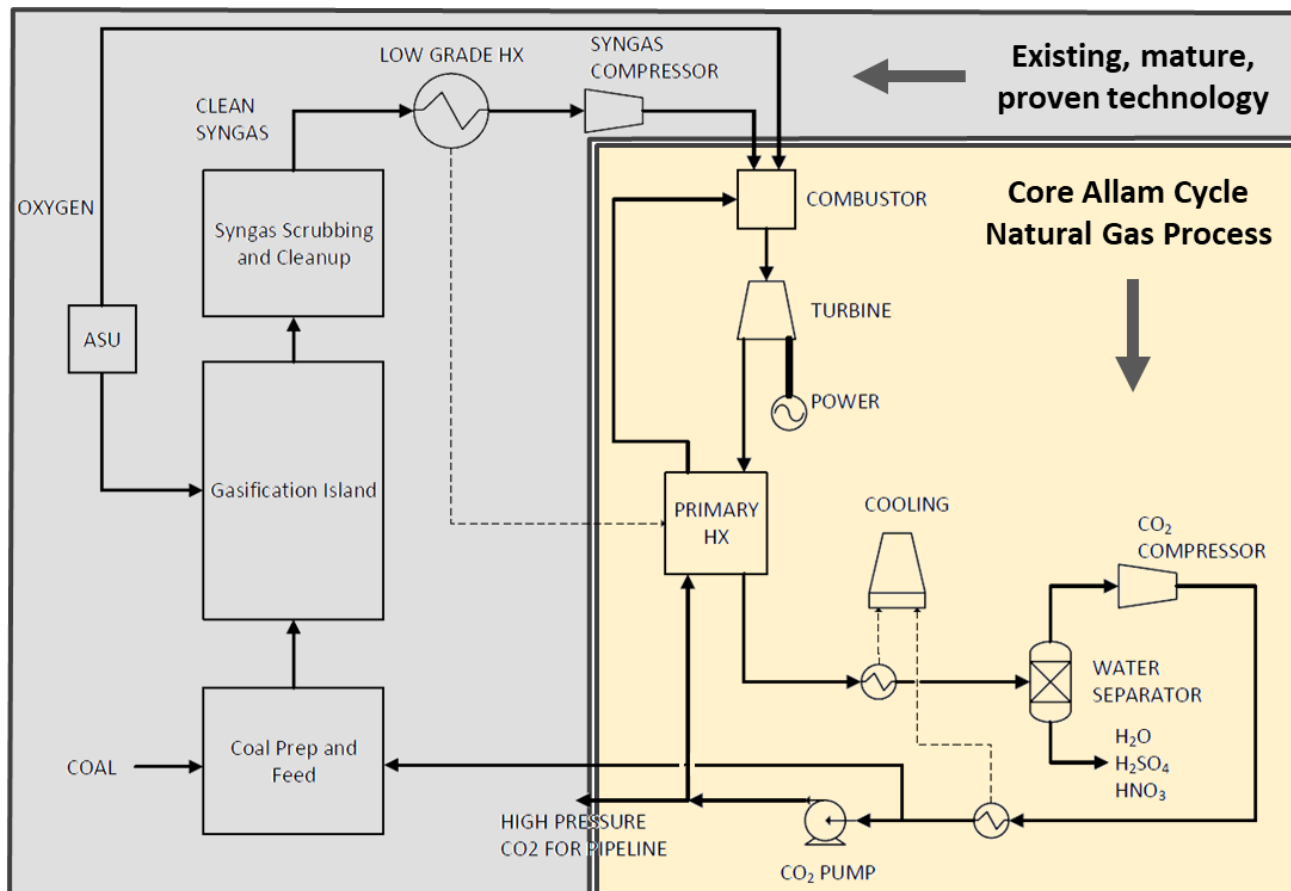 LOW GRADE HX
SYNGAS
COMPRESSOR
Existing, mature,
proven technology
CLEAN
SYNGAS
OXYGEN
Syngas Scrubbing
and Cleanup
COMBUSTOR
Core Allam Cycle
Natural Gas Process
ASU
TURBINE
POWER
Gasification Island
PRIMARY
HX
COOLING
CO₂
COMPRESSOR
WATER
SEPARATOR
H₂O
H₂SO₄
HNO₃
COAL
Coal Prep and
Feed
HIGH PRESSURE
CO2 FOR PIPELINE
CO₂ PUMP